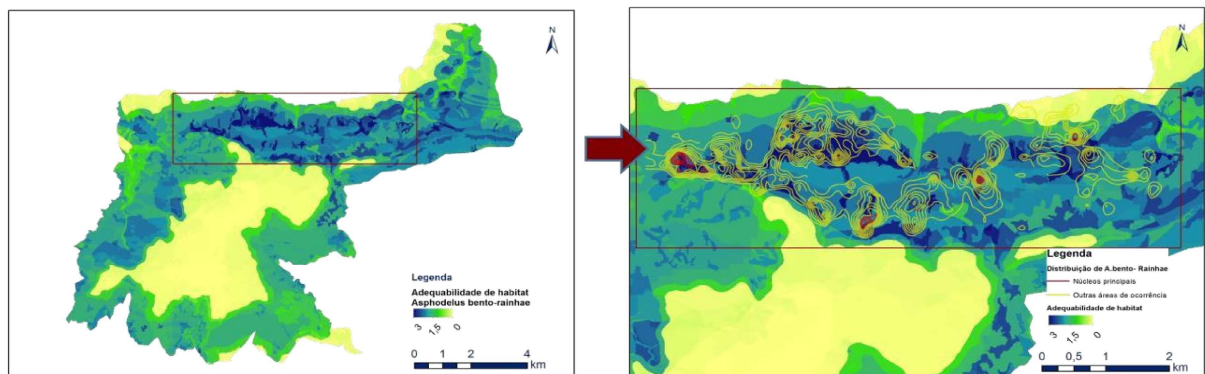 N
Legenda
Adequabilidade de habitat
Asphodelus bento-rainhae
3 1,5 0
0 1 2 4
km
N
Legenda
Distribuição de A.bento- Rainhae
Núcleos principais
Outras áreas de ocorrência
Adequabilidade de habitat
3 1,5 0
0 0,5 1 2
km